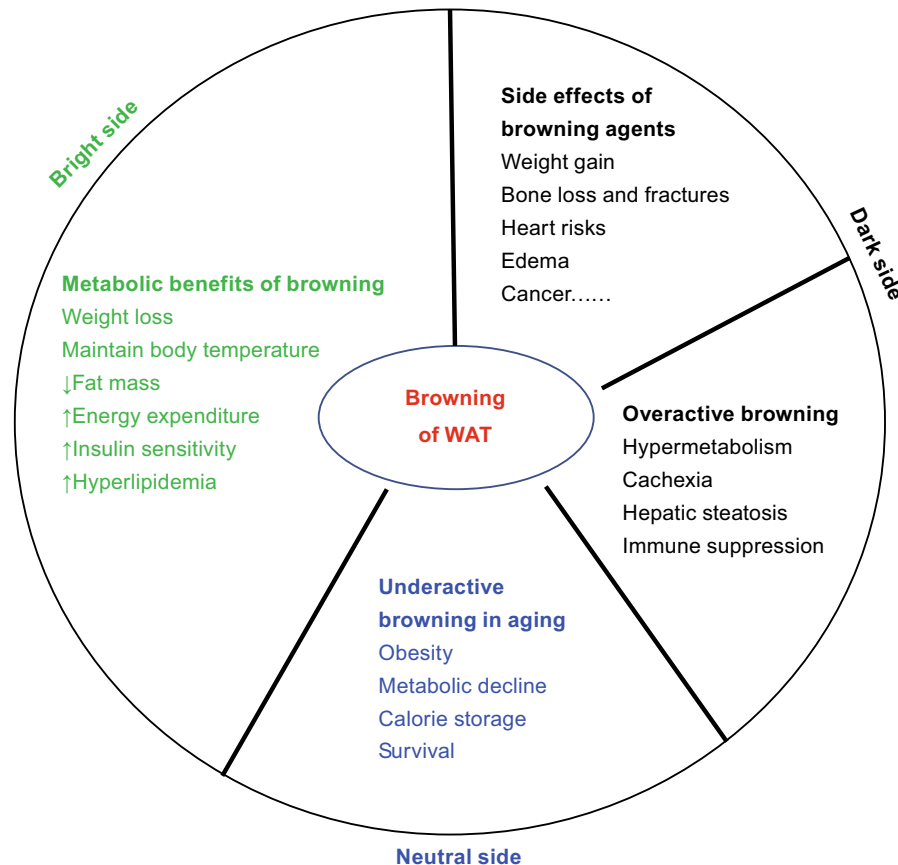 Bright side
Metabolic benefits of browning
Weight loss
Maintain body temperature
↓Fat mass
↑Energy expenditure
↑Insulin sensitivity
↑Hyperlipidemia
Side effects of
browning agents
Weight gain
Bone loss and fractures
Heart risks
Edema
Cancer……
Dark side
Browning
of WAT
Overactive browning
Hypermetabolism
Cachexia
Hepatic steatosis
Immune suppression
Underactive
browning in aging
Obesity
Metabolic decline
Calorie storage
Survival
Neutral side